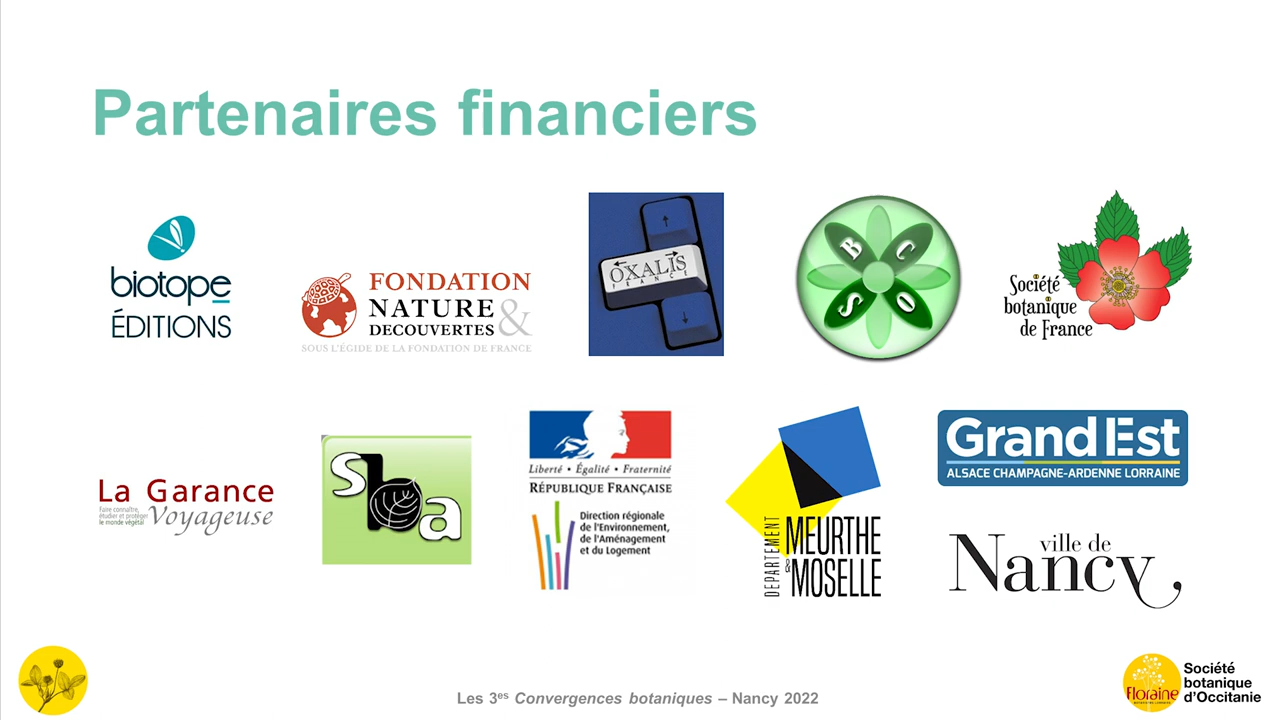 Partenaires financiers
biotope
ÉDITIONS
FONDATION
NATURE &
DECOUVERTES
SOUS L'ÉGIDE DE LA FONDATION DE FRANCE
OXALIS
FRANCE
B C
S O
Société
botanique
de France
La Garance
Voyageuse
faire connaître,
étudier et protéger
le monde végétal
sba
Liberté • Égalité • Fraternité
RÉPUBLIQUE FRANÇAISE
Direction régionale
de l'Environnement,
de l'Aménagement
et du Logement
DEPARTEMENT
MEURTHE
& MOSELLE
Grand Est
ALSACE CHAMPAGNE-ARDENNE LORRAINE
ville de
Nancy
Les 3es Convergences botaniques – Nancy 2022
Floraine
Société
botanique
d'Occitanie